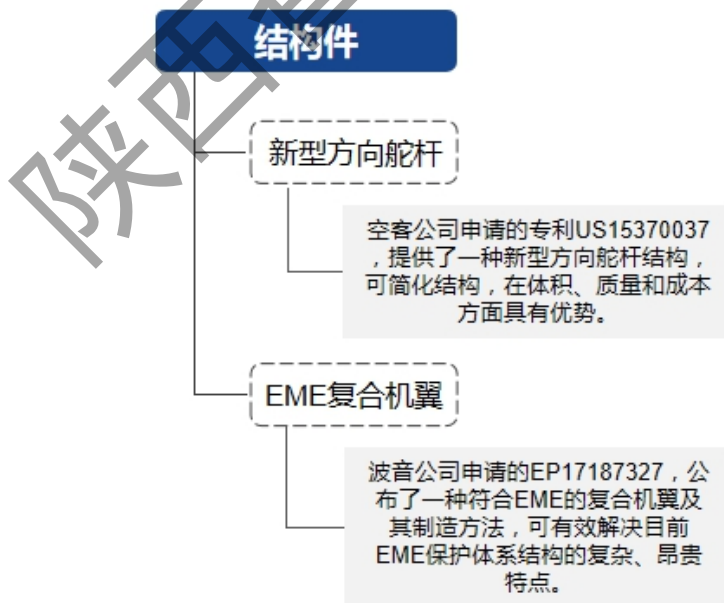 结构件
新型方向舵杆
空客公司申请的专利US15370037
，提供了一种新型方向舵杆结构，
可简化结构，在体积、质量和成本
方面具有优势。
EME复合机翼
波音公司申请的EP17187327，公
布了一种符合EME的复合机翼及
其制造方法，可有效解决目前
EME保护体系结构的复杂、昂贵
特点。
陕西